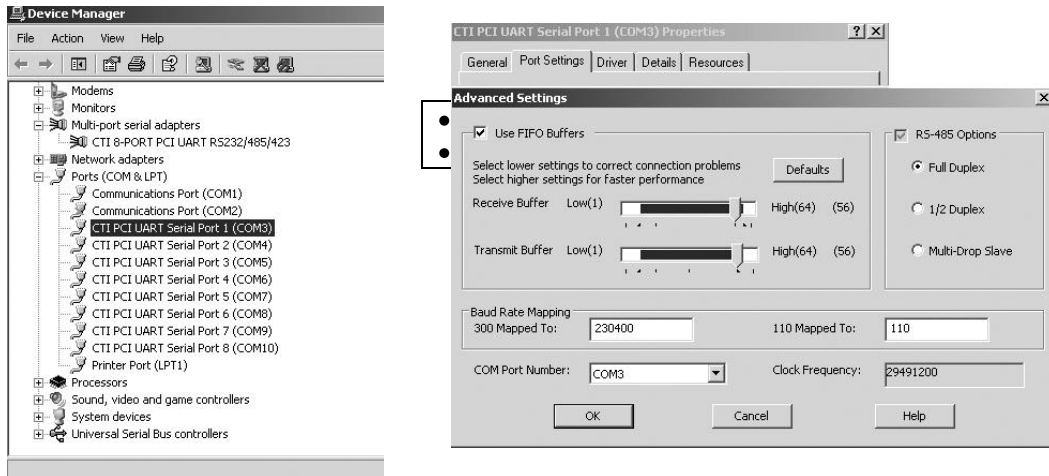 Device Manager
File Action View Help
Modems
Monitors
Multi-port serial adapters
CTI 8-PORT PCI UART RS232/485/423
Network adapters
Ports (COM & LPT)
Communications Port (COM1)
Communications Port (COM2)
CTI PCI UART Serial Port 1 (COM3)
CTI PCI UART Serial Port 2 (COM4)
CTI PCI UART Serial Port 3 (COM5)
CTI PCI UART Serial Port 4 (COM6)
CTI PCI UART Serial Port 5 (COM7)
CTI PCI UART Serial Port 6 (COM8)
CTI PCI UART Serial Port 7 (COM9)
CTI PCI UART Serial Port 8 (COM10)
Printer Port (LPT1)
Processors
Sound, video and game controllers
System devices
Universal Serial Bus controllers
CTI PCI UART Serial Port 1 (COM3) Properties
General Port Settings Driver Details Resources
Advanced Settings
Use FIFO Buffers
Select lower settings to correct connection problems
Select higher settings for faster performance
Defaults
Receive Buffer Low(1) High(64) (56)
Transmit Buffer Low(1) High(64) (56)
RS-485 Options
Full Duplex
1/2 Duplex
Multi-Drop Slave
Baud Rate Mapping
300 Mapped To: 230400 110 Mapped To: 110
COM Port Number: COM3 Clock Frequency: 29491200
OK Cancel Help